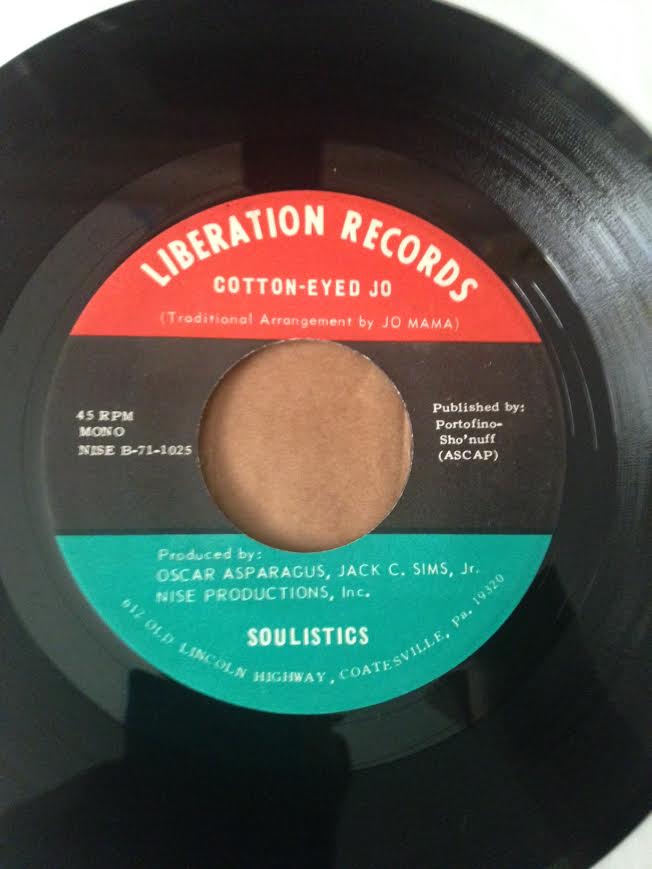 LIBERATION RECORDS
COTTON-EYED JO
(Traditional Arrangement by JO MAMA)
45 RPM
MONO
NISE B-71-1025
Published by:
Portofino-
Sho'nuff
(ASCAP)
Produced by:
OSCAR ASPARAGUS, JACK C. SIMS, Jr.
NISE PRODUCTIONS, Inc.
SOULISTICS
617 OLD LINCOLN HIGHWAY, COATESVILLE, Pa. 19320